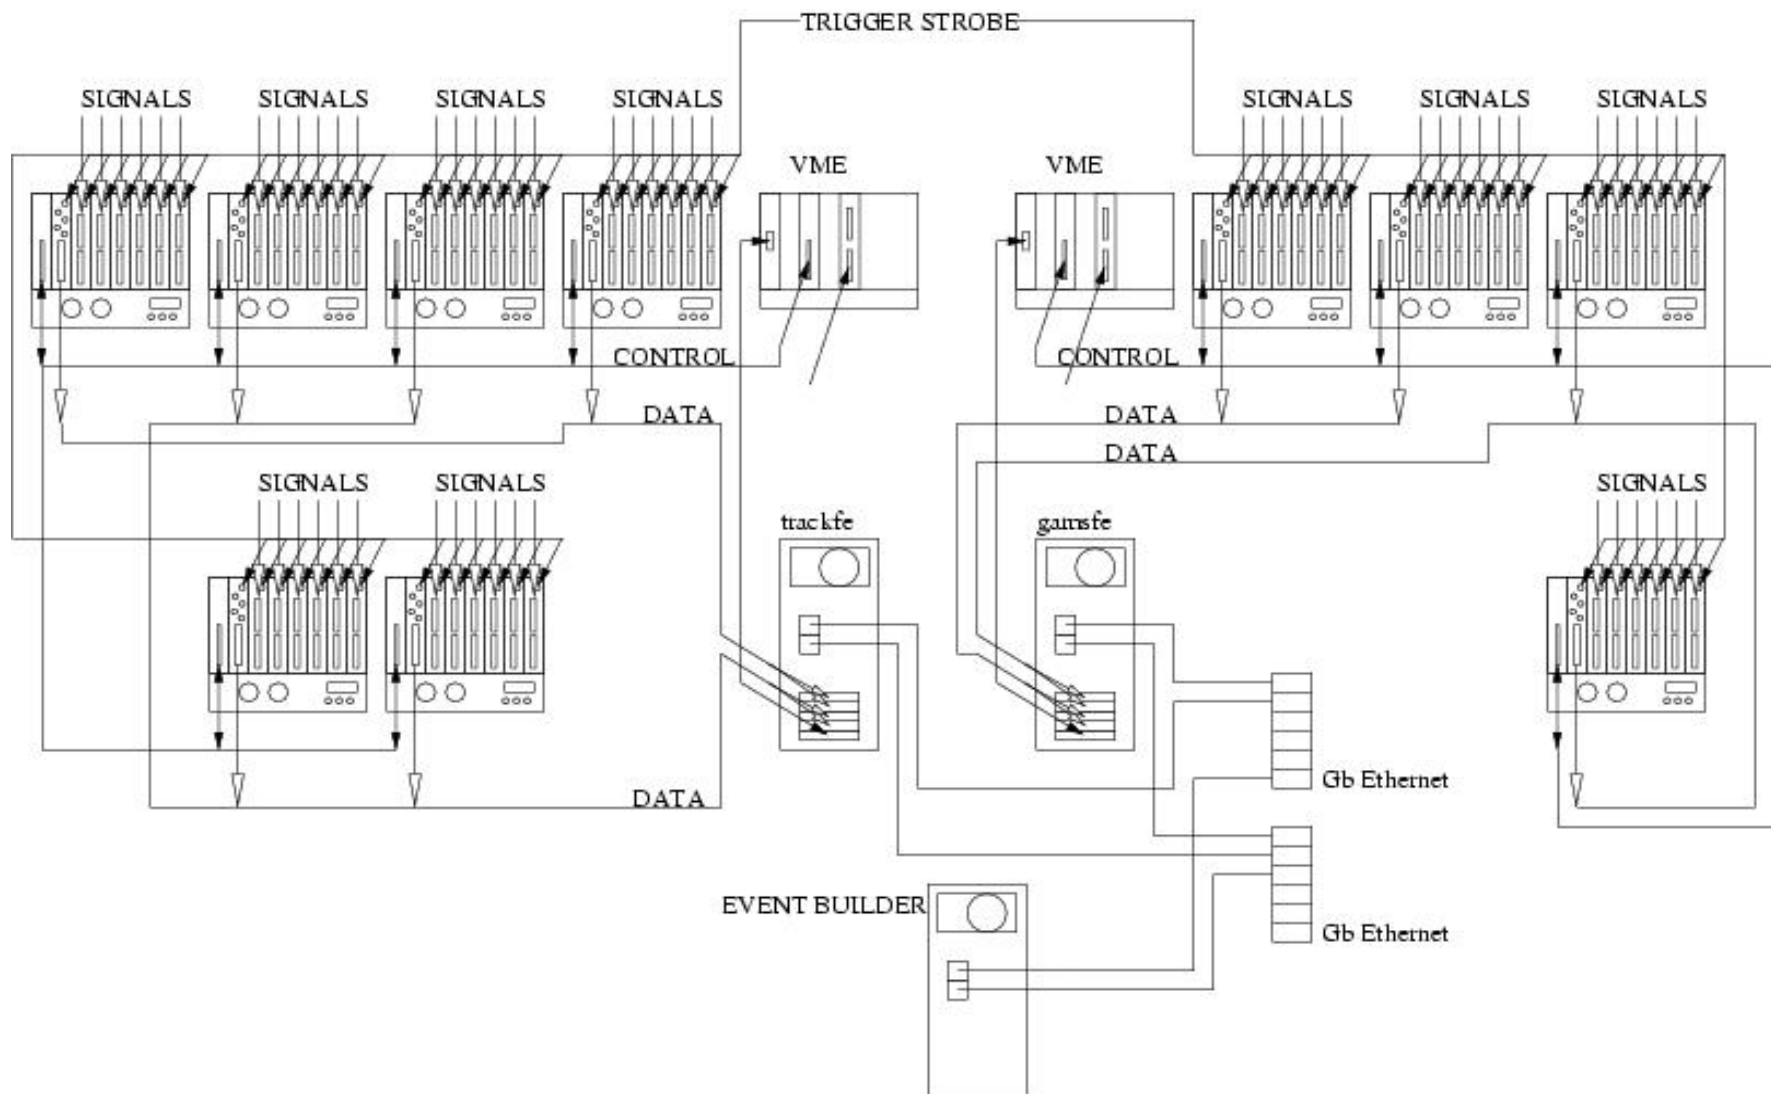 TRIGGER STROBE
SIGNALS SIGNALS SIGNALS SIGNALS SIGNALS SIGNALS SIGNALS
VME VME
CONTROL CONTROL
DATA DATA
DATA
SIGNALS SIGNALS SIGNALS
trackfe gamsfe
Gb Ethernet
DATA
EVENT BUILDER
Gb Ethernet